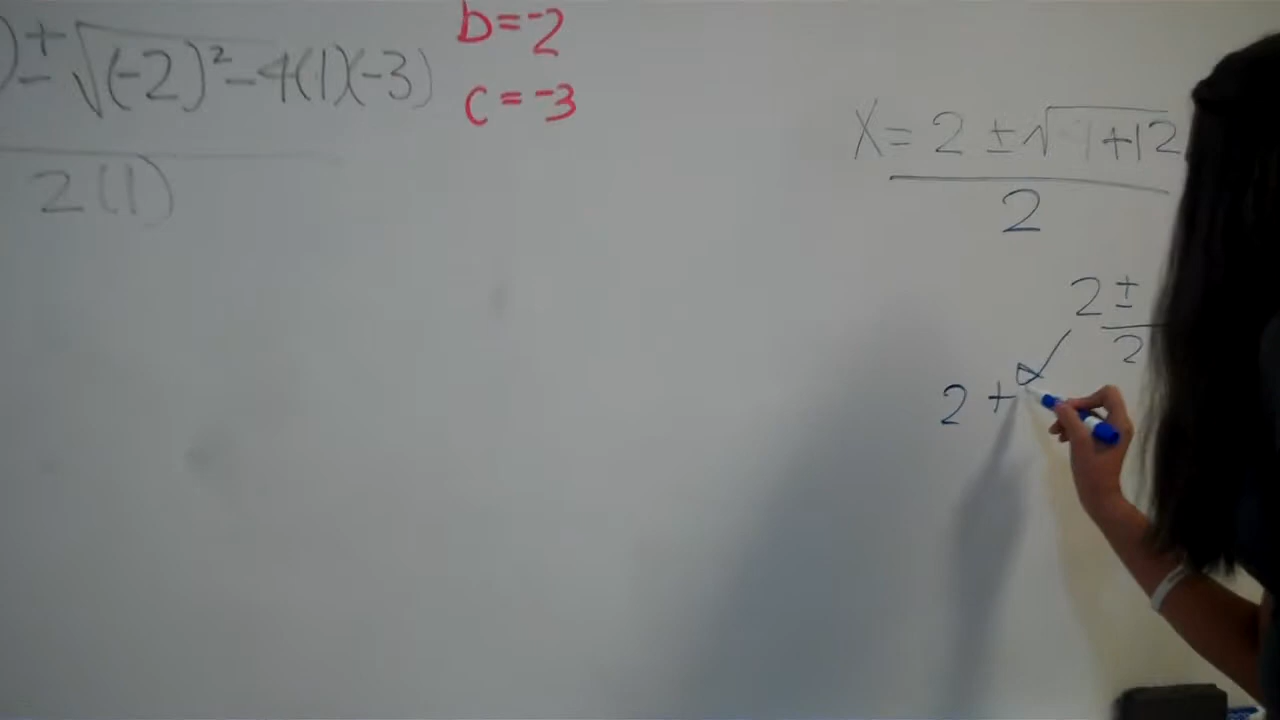 ) ± √(-2)² - 4(1)(-3)
2(1)
b = -2
c = -3
X = 2 ± √ +12
2
2 ±
2
2 +